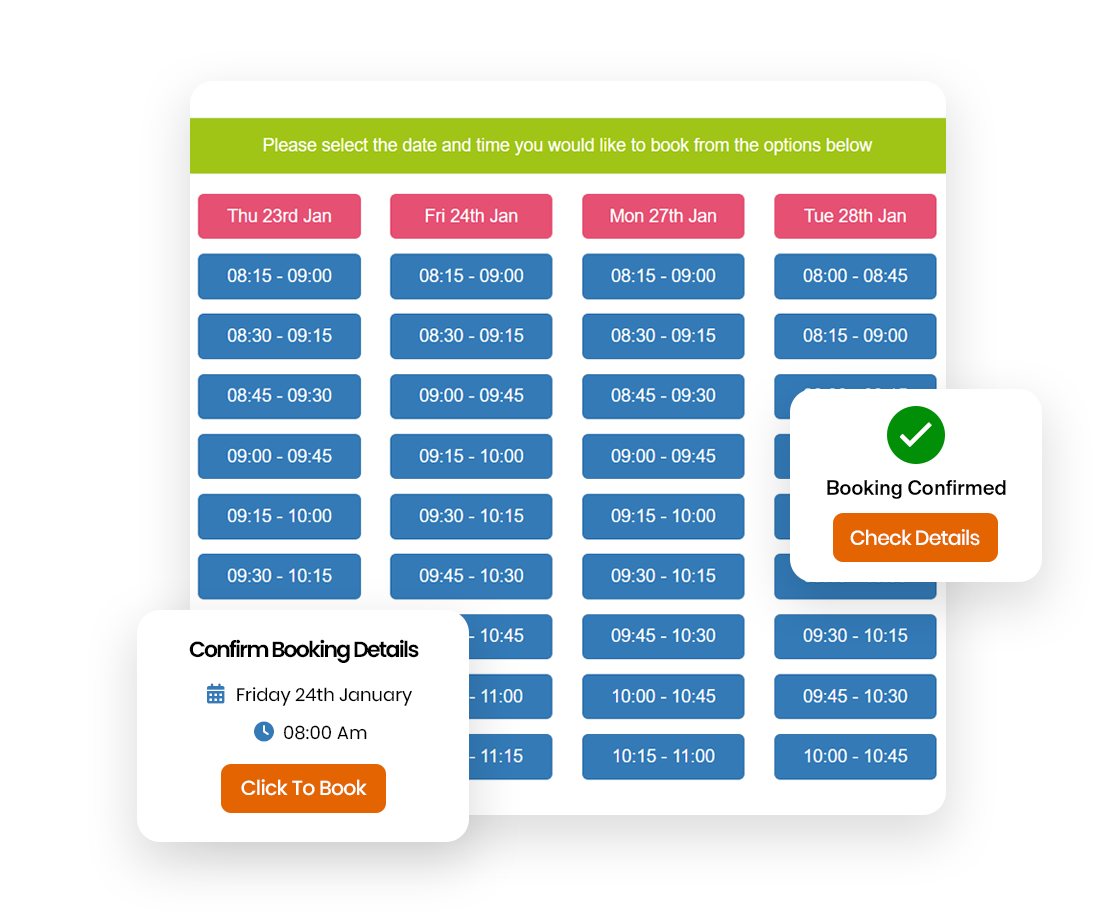 Please select the date and time you would like to book from the options below
Thu 23rd Jan Fri 24th Jan Mon 27th Jan Tue 28th Jan
08:15 - 09:00 08:15 - 09:00 08:15 - 09:00 08:00 - 08:45
08:30 - 09:15 08:30 - 09:15 08:30 - 09:15 08:15 - 09:00
08:45 - 09:30 09:00 - 09:45 08:45 - 09:30
09:00 - 09:45 09:15 - 10:00 09:00 - 09:45
09:15 - 10:00 09:30 - 10:15 09:15 - 10:00
09:30 - 10:15 09:45 - 10:30 09:30 - 10:15
- 10:45 09:45 - 10:30 09:30 - 10:15
- 11:00 10:00 - 10:45 09:45 - 10:30
- 11:15 10:15 - 11:00 10:00 - 10:45
Booking Confirmed
Check Details
Confirm Booking Details
Friday 24th January
08:00 Am
Click To Book